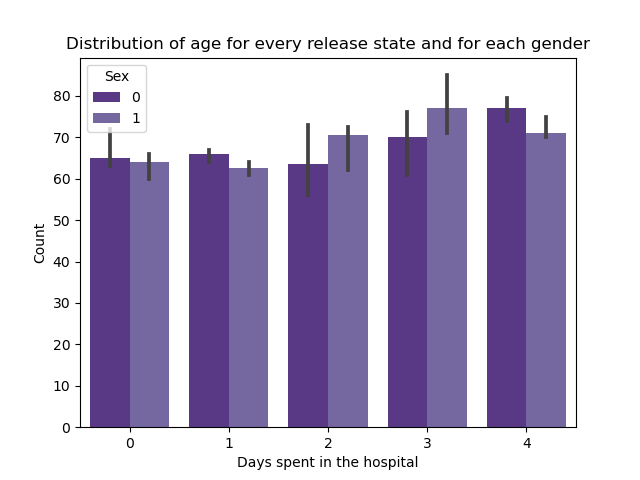 Distribution of age for every release state and for each gender
Sex
0
1
80
70
60
50
40
30
20
10
0
Count
0 1 2 3 4
Days spent in the hospital